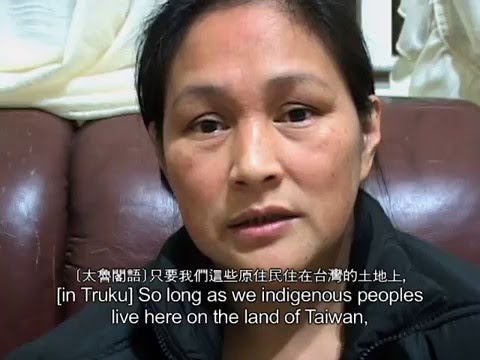 〔太魯閣語〕只要我們這些原住民住在台灣的土地上,
[in Truku] So long as we indigenous peoples
live here on the land of Taiwan,